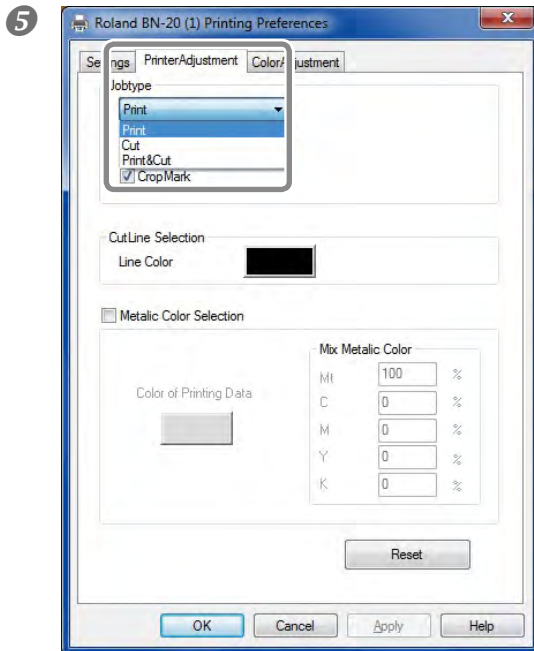 5
Roland BN-20 (1) Printing Preferences
Se ngs PrinterAdjustment Color/ justment
Jobtype
Print
Print
Cut
Print&Cut
CropMark
CutLine Selection
Line Color
Metalic Color Selection
Mix Metalic Color
Color of Printing Data
Mt 100 %
C 0 %
M 0 %
Y 0 %
K 0 %
Reset
OK Cancel Apply Help